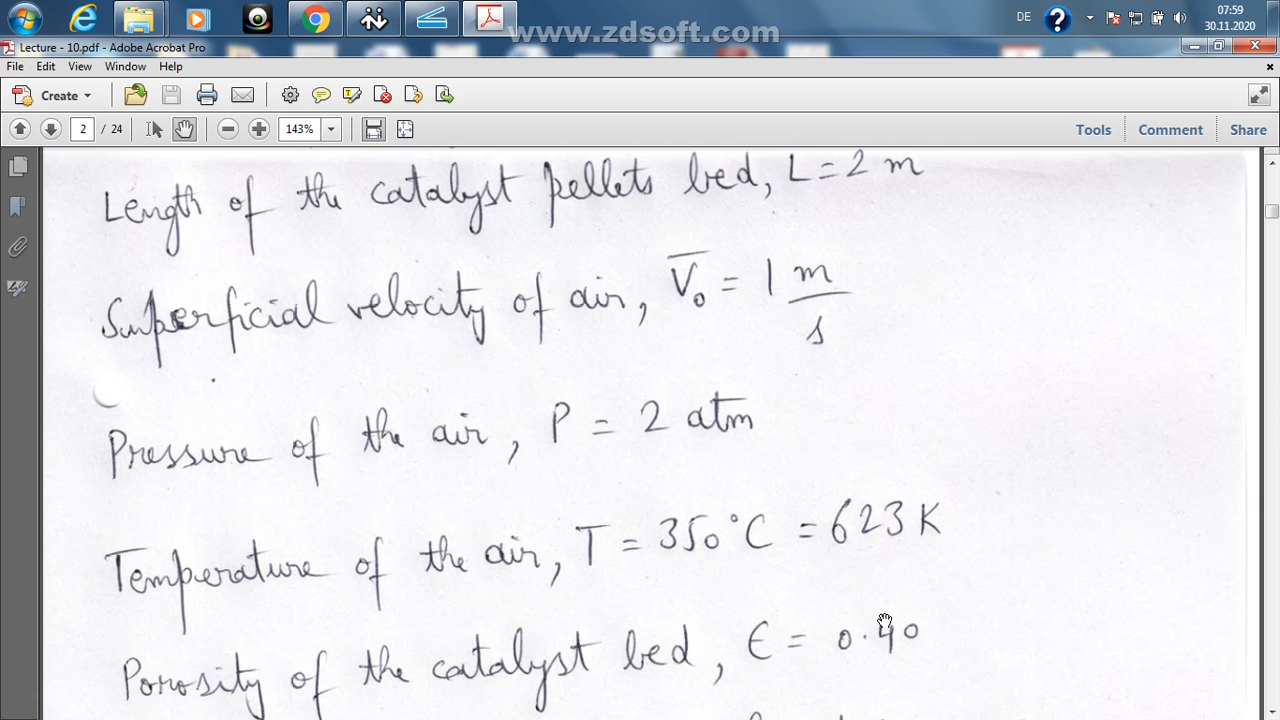 www.zdsoft.com
DE
07:59
30.11.2020
Lecture - 10.pdf - Adobe Acrobat Pro
File Edit View Window Help
Create
2 / 24 143% Tools Comment Share
Length of the catalyst pellets bed, L = 2 m
Superficial velocity of air, V̅₀ = 1 m/s
Pressure of the air, P = 2 atm
Temperature of the air, T = 350°C = 623 K
Porosity of the catalyst bed, ϵ = 0.40